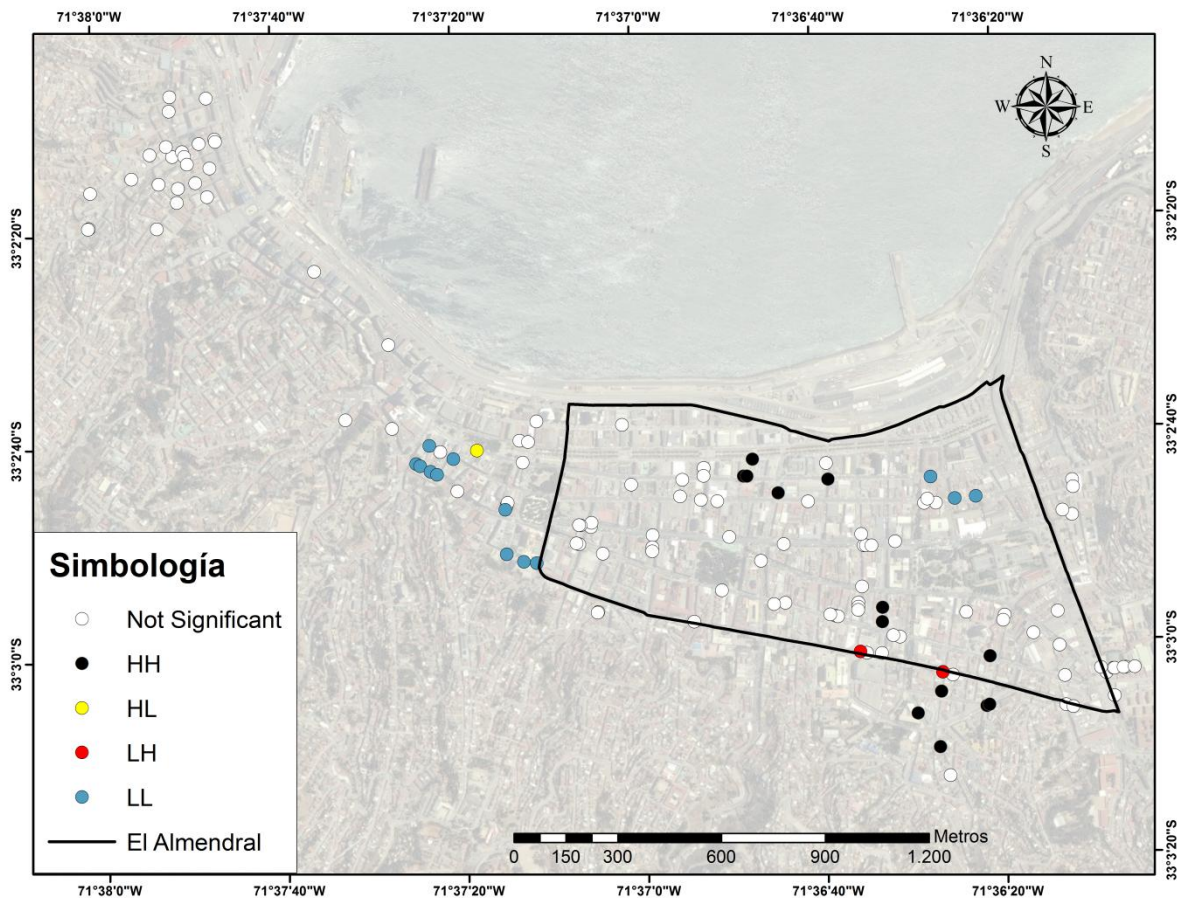 71°38'0"W 71°37'40"W 71°37'20"W 71°37'0"W 71°36'40"W 71°36'20"W
N
W E
S
33°2'20"S
33°2'20"S
33°2'40"S
33°2'40"S
33°3'0"S
33°3'0"S
33°3'20"S
Simbología
Not Significant
HH
HL
LH
LL
El Almendral
Metros
0 150 300 600 900 1.200
71°38'0"W 71°37'40"W 71°37'20"W 71°37'0"W 71°36'40"W 71°36'20"W